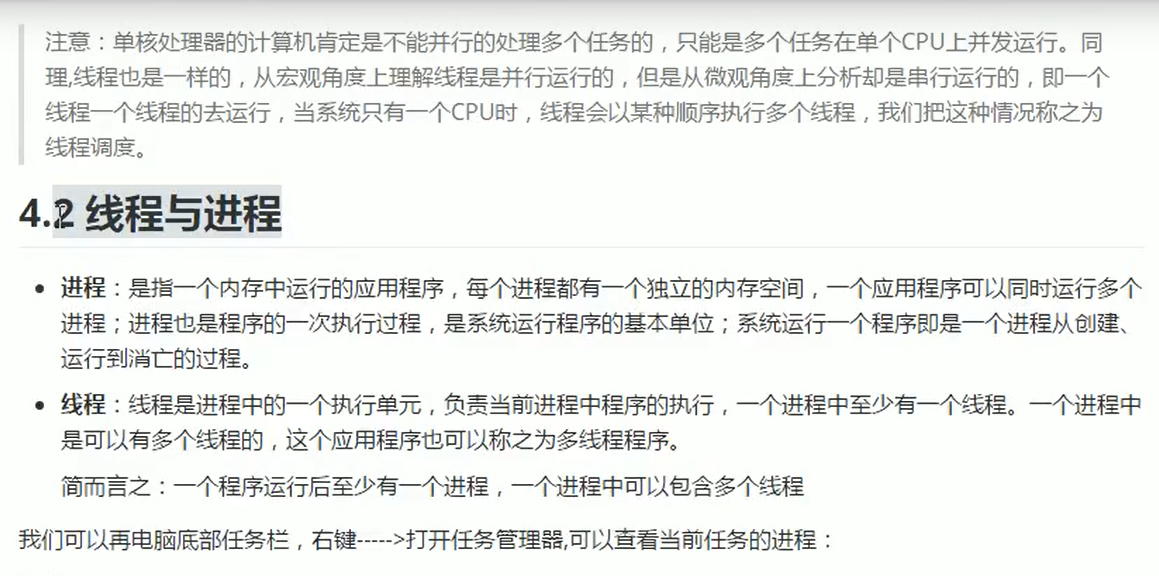 注意：单核处理器的计算机肯定是不能并行的处理多个任务的，只能是多个任务在单个CPU上并发运行。同
理,线程也是一样的，从宏观角度上理解线程是并行运行的，但是从微观角度上分析却是串行运行的，即一个
线程一个线程的去运行，当系统只有一个CPU时，线程会以某种顺序执行多个线程，我们把这种情况称之为
线程调度。
4.2 线程与进程
进程：是指一个内存中运行的应用程序，每个进程都有一个独立的内存空间，一个应用程序可以同时运行多个
进程；进程也是程序的一次执行过程，是系统运行程序的基本单位；系统运行一个程序即是一个进程从创建、
运行到消亡的过程。
线程：线程是进程中的一个执行单元，负责当前进程中程序的执行，一个进程中至少有一个线程。一个进程中
是可以有多个线程的，这个应用程序也可以称之为多线程程序。
简而言之：一个程序运行后至少有一个进程，一个进程中可以包含多个线程
我们可以再电脑底部任务栏，右键----->打开任务管理器,可以查看当前任务的进程：